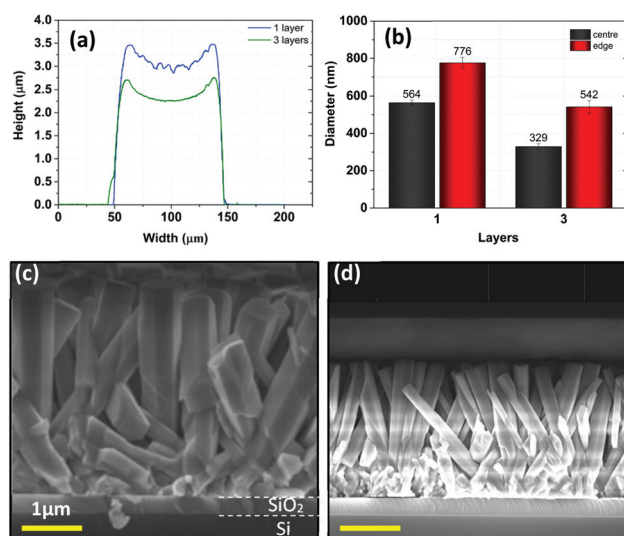 (a)
1 layer
3 layers
Height (μm)
4.0
3.5
3.0
2.5
2.0
1.5
1.0
0.5
0.0
0 50 100 150 200
Width (μm)
(b)
centre
edge
Diameter (nm)
1000
800
600
400
200
0
564
776
329
542
1 3
Layers
(c)
1μm
SiO2
Si
(d)